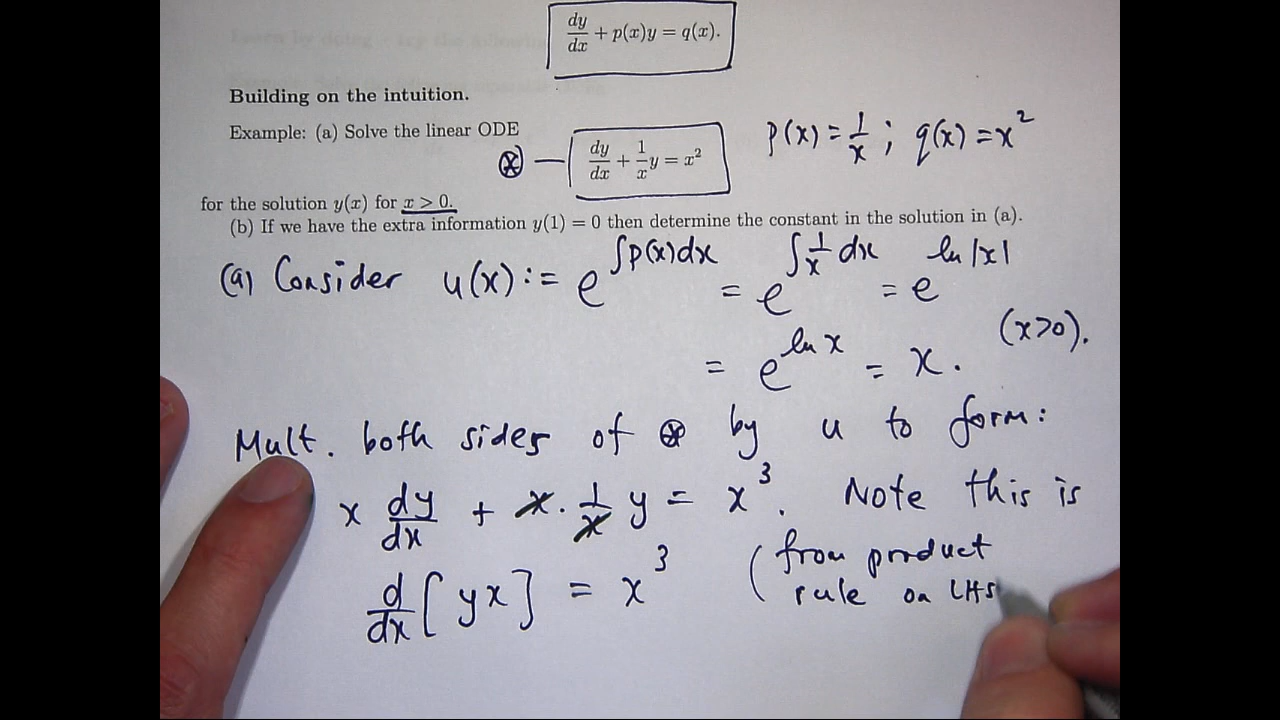 dy/dx + p(x)y = q(x).
Building on the intuition.
Example: (a) Solve the linear ODE
⊛ — dy/dx + 1/x y = x² p(x) = 1/x ; q(x) = x²
for the solution y(x) for x > 0.
(b) If we have the extra information y(1) = 0 then determine the constant in the solution in (a).
(a) Consider u(x) := e^∫p(x)dx = e^∫1/x dx = e^ln|x|
= e^ln x = x. (x>0).
Mult. both sides of ⊛ by u to form:
x dy/dx + x · 1/x y = x³. Note this is
d/dx [yx] = x³ (from product
rule on LHS